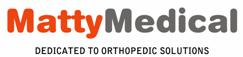 MattyMedical
DEDICATED TO ORTHOPEDIC SOLUTIONS